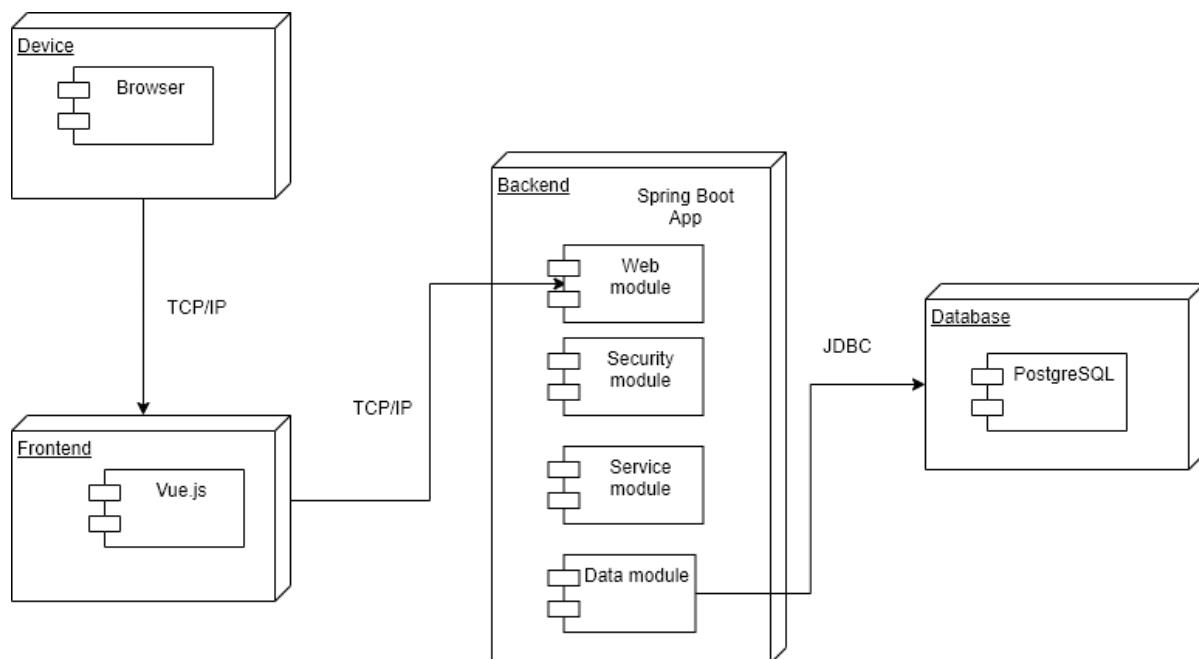 Device
Browser
TCP/IP
Frontend
Vue.js
TCP/IP
Backend
Spring Boot
App
Web
module
Security
module
Service
module
Data module
JDBC
Database
PostgreSQL